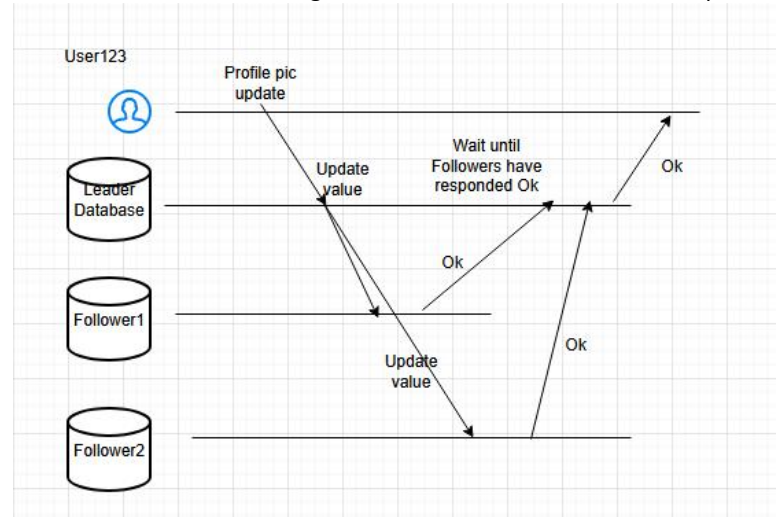 User123
Profile pic
update
Update
value
Wait until
Followers have
responded Ok
Ok
Leader
Database
Ok
Follower1
Ok
Update
value
Follower2